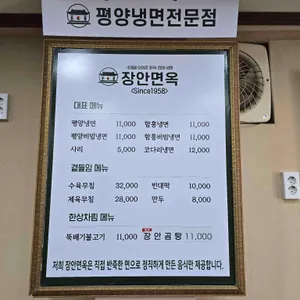 평양냉면전문점
장안면옥
<Since1958>
대표 메뉴
평양냉면 11,000 함흥냉면 11,000
평양비빔냉면 11,000 함흥비빔냉면 11,000
사리 5,000 코다리냉면 12,000
곁들임 메뉴
수육무침 32,000 빈대떡 10,000
제육무침 28,000 만두 8,000
한상차림 메뉴
뚝배기불고기 11,000 장안곰탕 11,000
저희 장안면옥은 직접 반죽한 면으로 정직하게 만든 음식만 제공합니다.